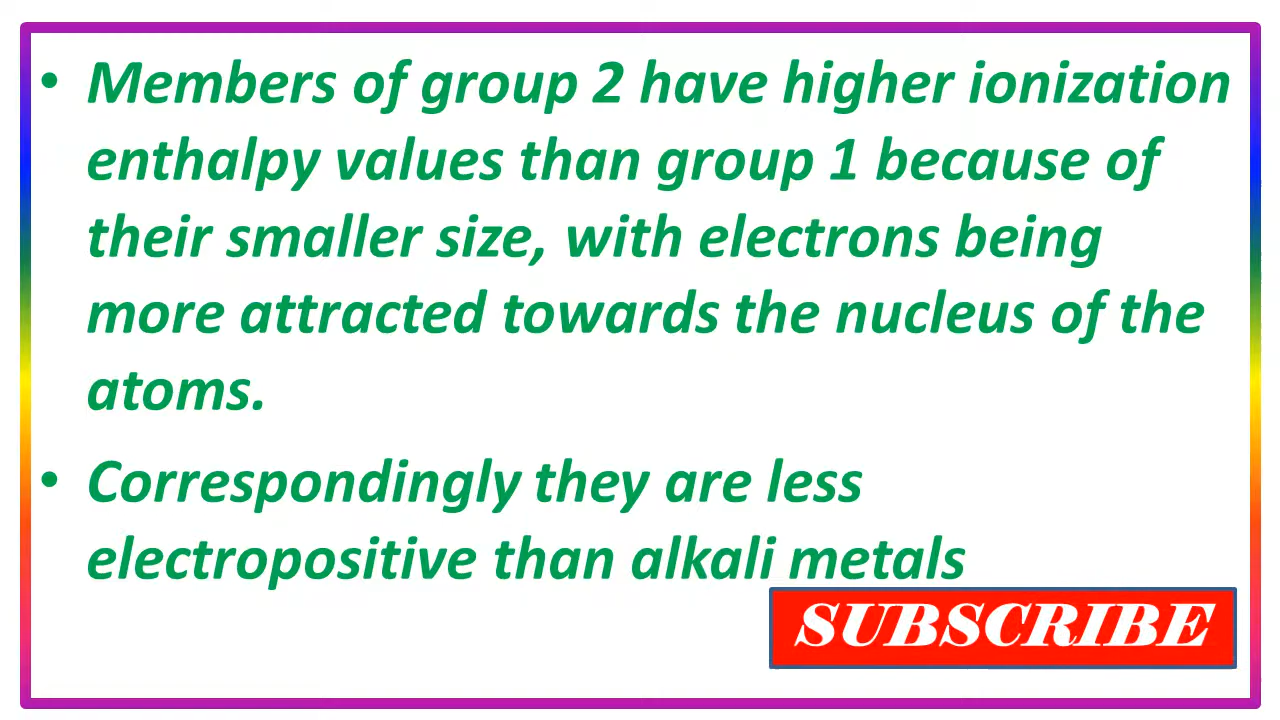 • Members of group 2 have higher ionization
enthalpy values than group 1 because of
their smaller size, with electrons being
more attracted towards the nucleus of the
atoms.
• Correspondingly they are less
electropositive than alkali metals
SUBSCRIBE